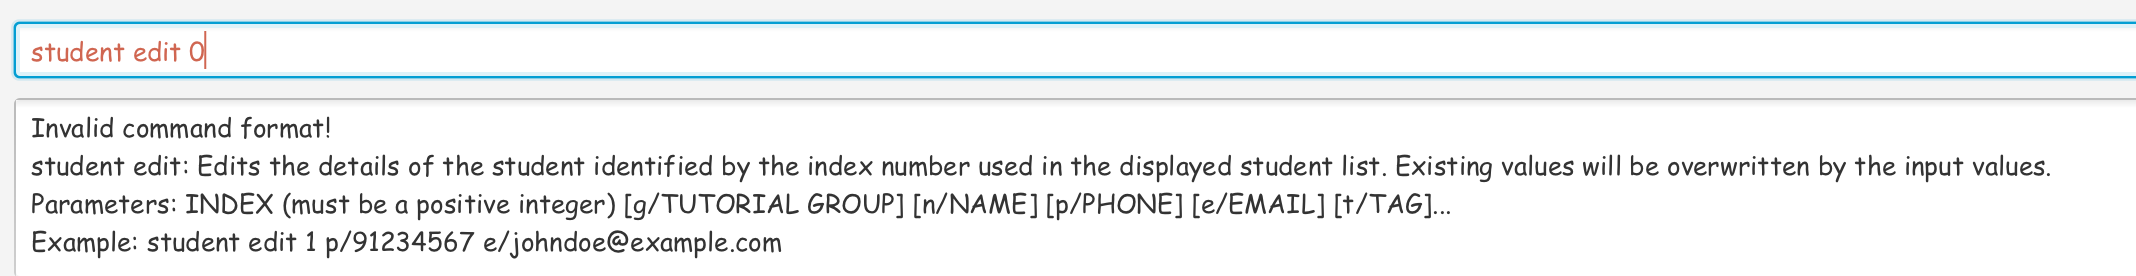 student edit 0
Invalid command format!
student edit: Edits the details of the student identified by the index number used in the displayed student list. Existing values will be overwritten by the input values.
Parameters: INDEX (must be a positive integer) [g/TUTORIAL GROUP] [n/NAME] [p/PHONE] [e/EMAIL] [t/TAG]...
Example: student edit 1 p/91234567 e/johndoe@example.com